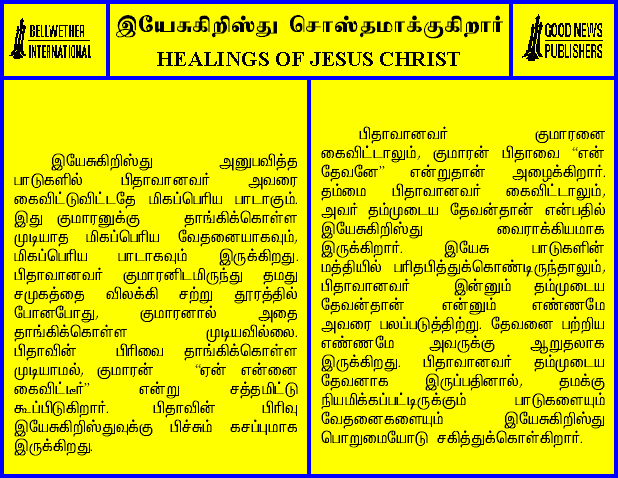 BELLWETHER
INTERNATIONAL
இயேசுகிறிஸ்து சொஸ்தமாக்குகிறார்
HEALINGS OF JESUS CHRIST
GOOD NEWS
PUBLISHERS
இயேசுகிறிஸ்து அனுபவித்த
பாடுகளில் பிதாவானவர் அவரை
கைவிட்டுவிட்டதே மிகப்பெரிய பாடாகும்.
இது குமாரனுக்கு தாங்கிக்கொள்ள
முடியாத மிகப்பெரிய வேதனையாகவும்,
மிகப்பெரிய பாடாகவும் இருக்கிறது.
பிதாவானவர் குமாரனிடமிருந்து தமது
சமுகத்தை விலக்கி சற்று தூரத்தில்
போனபோது, குமாரனால் அதை
தாங்கிக்கொள்ள முடியவில்லை.
பிதாவின் பிரிவை தாங்கிக்கொள்ள
முடியாமல், குமாரன் “ஏன் என்னை
கைவிட்டீர்” என்று சத்தமிட்டு
கூப்பிடுகிறார். பிதாவின் பிரிவு
இயேசுகிறிஸ்துவுக்கு பிச்சும் கசப்புமாக
இருக்கிறது.
பிதாவானவர் குமாரனை
கைவிட்டாலும், குமாரன் பிதாவை “என்
தேவனே” என்றுதான் அழைக்கிறார்.
தம்மை பிதாவானவர் கைவிட்டாலும்,
அவர் தம்முடைய தேவன்தான் என்பதில்
இயேசுகிறிஸ்து வைராக்கியமாக
இருக்கிறார். இயேசு பாடுகளின்
மத்தியில் பரிதபித்துக்கொண்டிருந்தாலும்,
பிதாவானவர் இன்னும் தம்முடைய
தேவன்தான் என்னும் எண்ணமே
அவரை பலப்படுத்திற்று. தேவனை பற்றிய
எண்ணமே அவருக்கு ஆறுதலாக
இருக்கிறது. பிதாவானவர் தம்முடைய
தேவனாக இருப்பதினால், தமக்கு
நியமிக்கப்பட்டிருக்கும் பாடுகளையும்
வேதனைகளையும் இயேசுகிறிஸ்து
பொறுமையோடு சகித்துக்கொள்கிறார்.